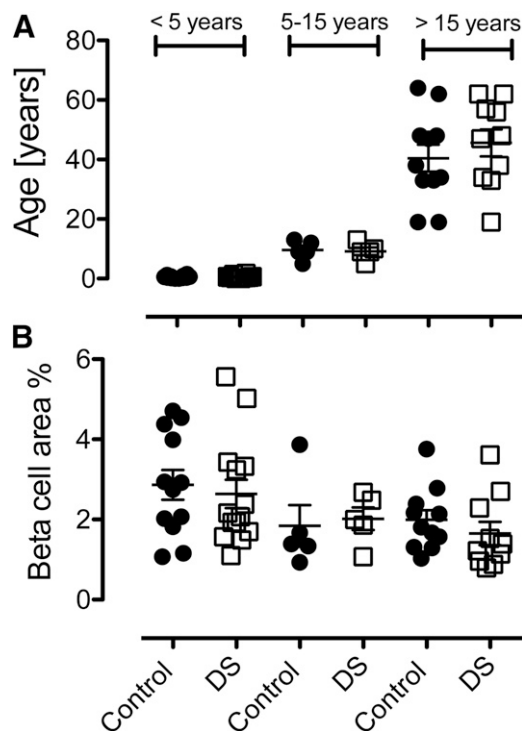 A
< 5 years 5-15 years > 15 years
Age [years]
80
60
40
20
0
B
Beta cell area %
6
4
2
0
Control DS Control DS Control DS